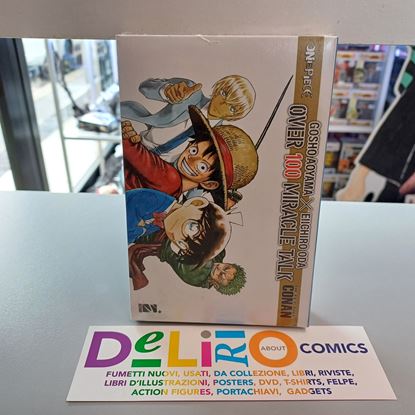 ONE PIECE
GOSHO AOYAMA X EIICHIRO ODA
OVER 100 MIRACLE TALK
CONAN
DeLiRiO ABOUT COMICS
FUMETTI NUOVI, USATI, DA COLLEZIONE, LIBRI, RIVISTE,
LIBRI D'ILLUSTRAZIONI, POSTERS, DVD, T-SHIRTS, FELPE,
ACTION FIGURES, PORTACHIAVI, GADGETS